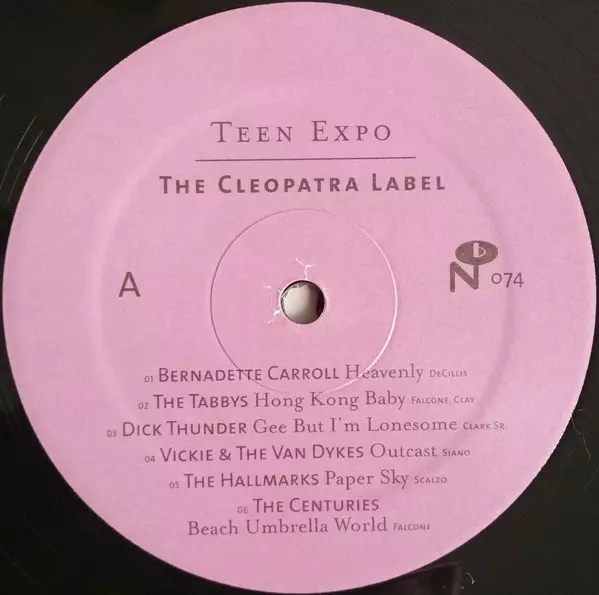 TEEN EXPO
THE CLEOPATRA LABEL
A
N b 074
01 BERNADETTE CARROLL Heavenly DECILLIS
02 THE TABBYS Hong Kong Baby FALCONE, CLAY
03 DICK THUNDER Gee But I'm Lonesome CLARK SR.
04 VICKIE & THE VAN DYKES Outcast SIANO
05 THE HALLMARKS Paper Sky SCALZO
06 THE CENTURIES
Beach Umbrella World FALCONE